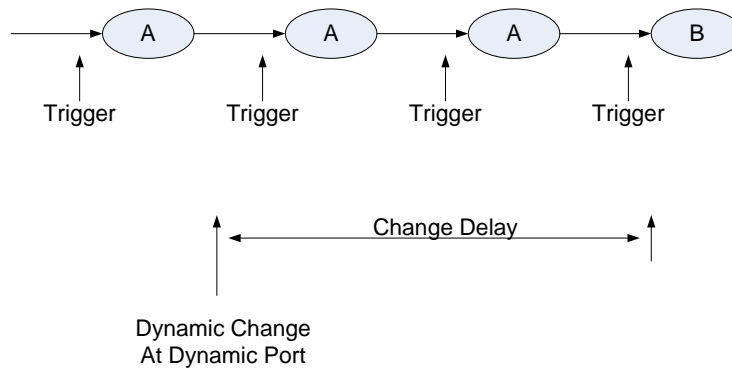 A A A B
Trigger Trigger Trigger Trigger
Change Delay
Dynamic Change
At Dynamic Port